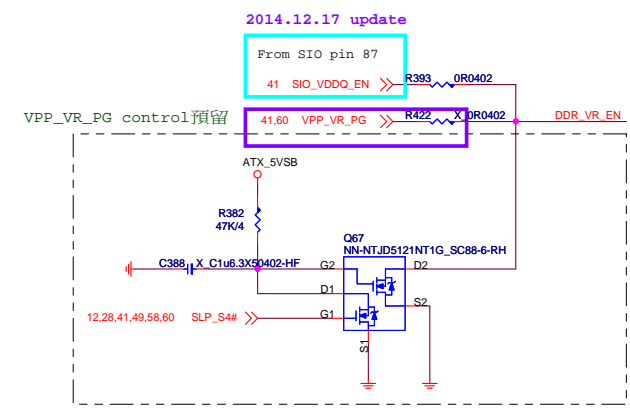 2014.12.17 update
From SIO pin 87
41 SIO_VDDQ_EN
R393 0R0402
VPP_VR_PG control預留
41,60 VPP_VR_PG
R422 X_0R0402
DDR_VR_EN
ATX_5VSB
R382
47K/4
Q67
NN-NTJD5121NT1G_SC88-6-RH
C388 X_C1u6.3X50402-HF
G2
D2
D1
S2
12,28,41,49,58,60 SLP_S4#
G1
S1